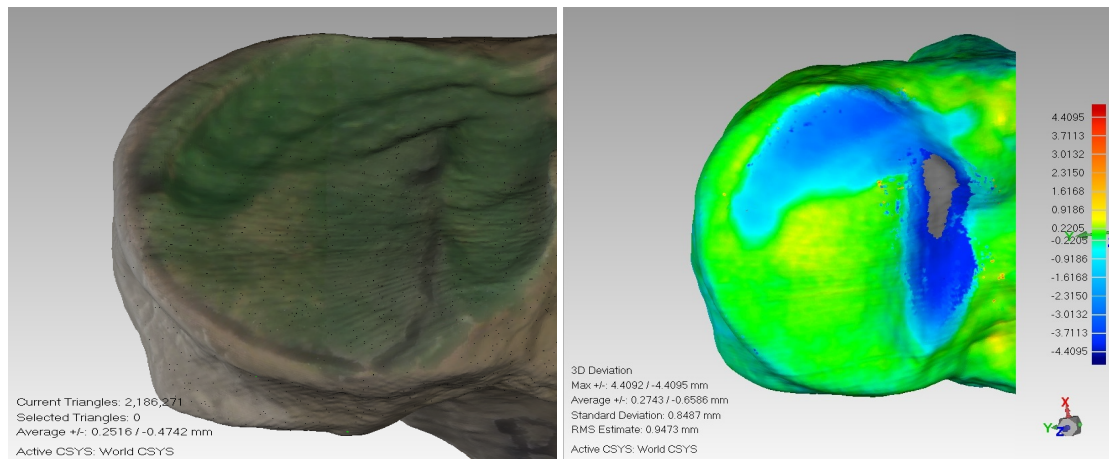 Current Triangles: 2,186,271
Selected Triangles: 0
Average +/-: 0.2516 / -0.4742 mm
Active CSYS: World CSYS
3D Deviation
Max +/-: 4.4092 / -4.4095 mm
Average +/-: 0.2743 / -0.6586 mm
Standard Deviation: 0.8487 mm
RMS Estimate: 0.9473 mm
Active CSYS: World CSYS
4.4095
3.7113
3.0132
2.3150
1.6168
0.9186
0.2205
-0.2205
-0.9186
-1.6168
-2.3150
-3.0132
-3.7113
-4.4095
X
Y
Z